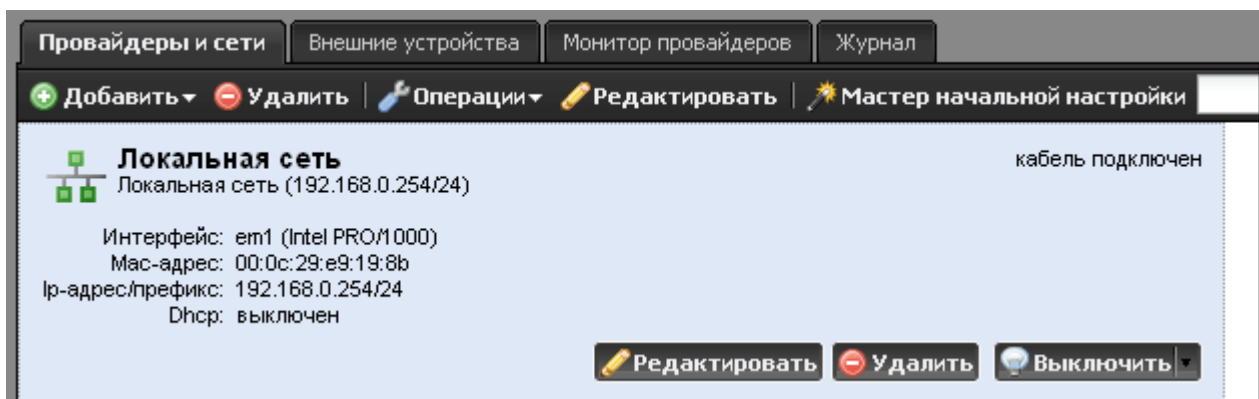 Провайдеры и сети Внешние устройства Монитор провайдеров Журнал
Добавить Удалить Операции Редактировать Мастер начальной настройки
Локальная сеть кабель подключен
Локальная сеть (192.168.0.254/24)
Интерфейс: em1 (Intel PRO/1000)
Mac-адрес: 00:0c:29:e9:19:8b
Ip-адрес/префикс: 192.168.0.254/24
Dhcp: выключен
Редактировать Удалить Выключить